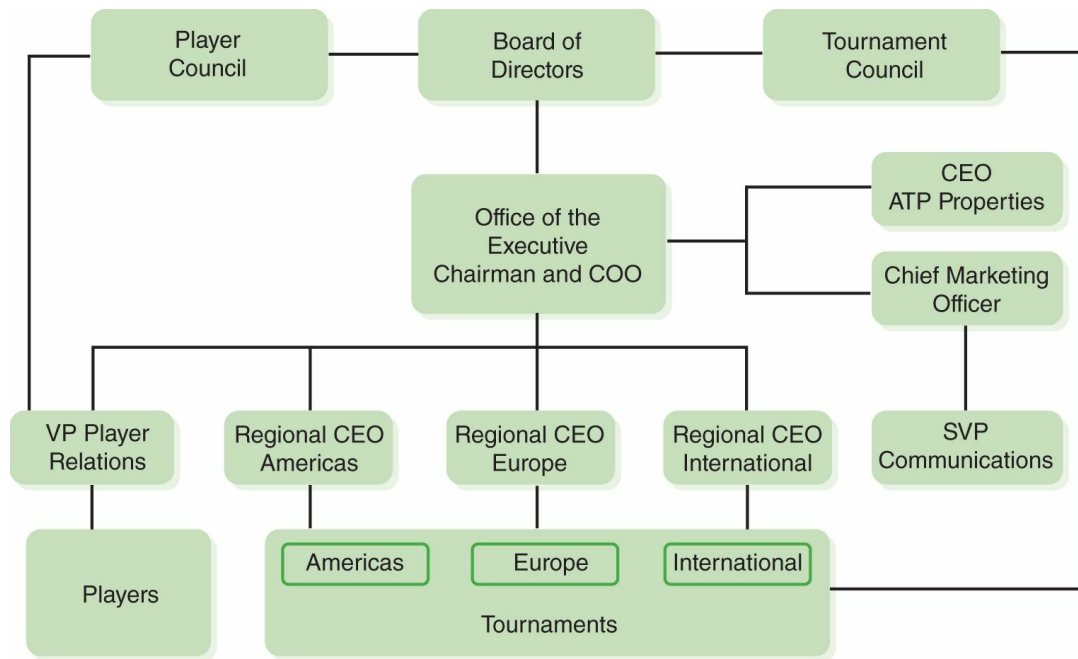 Player
Council
Board of
Directors
Tournament
Council
CEO
ATP Properties
Office of the
Executive
Chairman and COO
Chief Marketing
Officer
VP Player
Relations
Regional CEO
Americas
Regional CEO
Europe
Regional CEO
International
SVP
Communications
Players
Americas
Europe
International
Tournaments